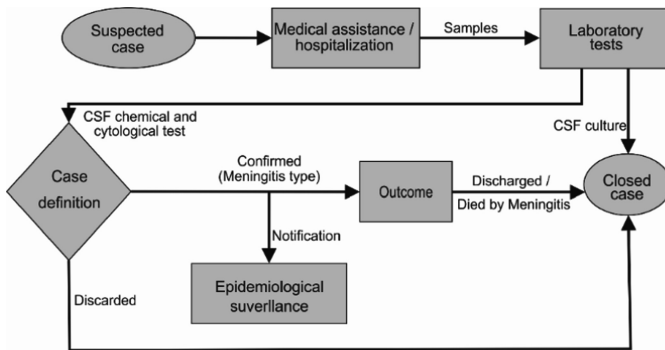 Suspected
case
Medical assistance /
hospitalization
Samples
Laboratory
tests
CSF chemical and
cytological test
CSF culture
Case
definition
Confirmed
(Meningitis type)
Outcome
Discharged /
Died by Meningitis
Closed
case
Notification
Epidemiological
suverllance
Discarded